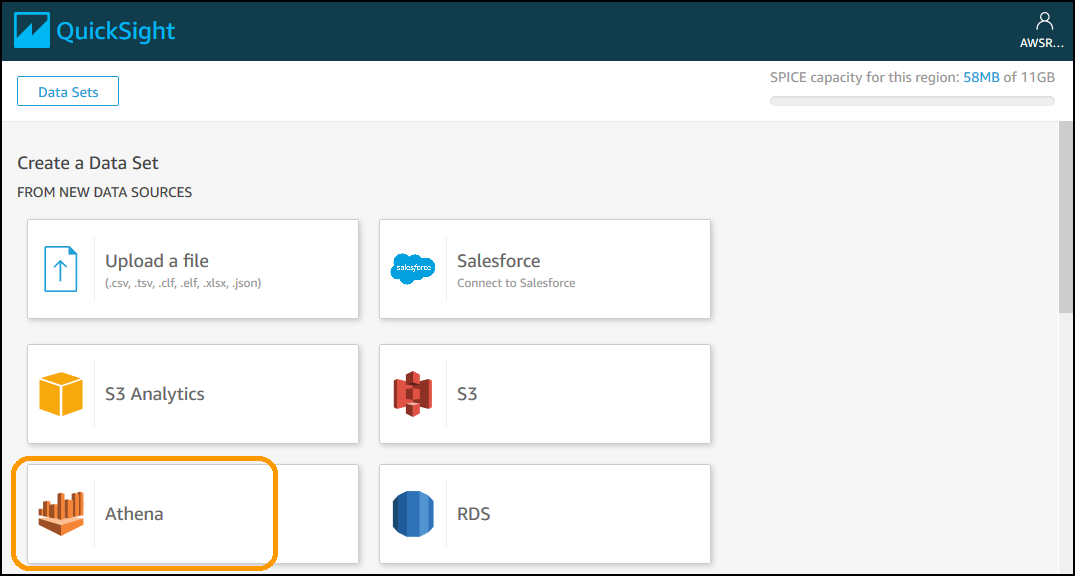 QuickSight
AWSR...
Data Sets
SPICE capacity for this region: 58MB of 11GB
Create a Data Set
FROM NEW DATA SOURCES
Upload a file
(.csv, .tsv, .clf, .elf, .xlsx, .json)
salesforce
Salesforce
Connect to Salesforce
S3 Analytics
S3
Athena
RDS